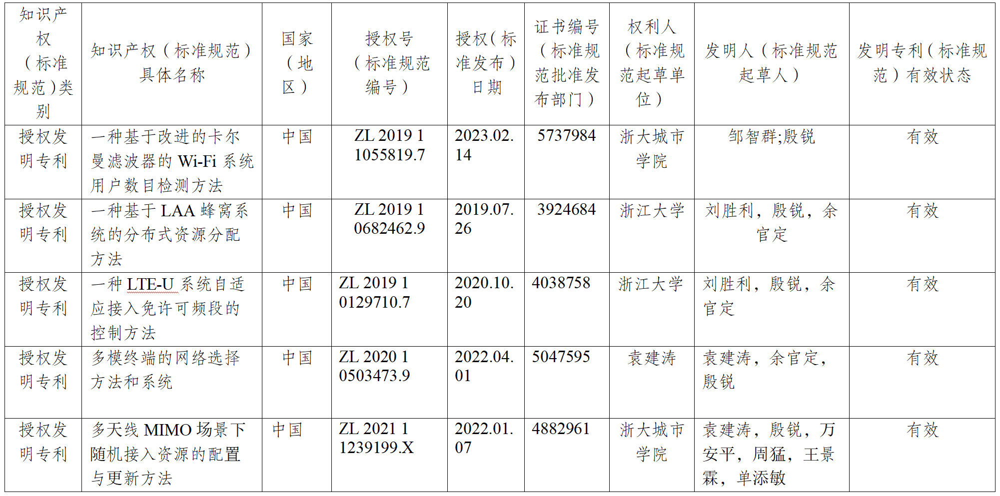 知识产
权
（标准
规范）类
别
知识产权（标准规范）
具体名称
国家
（地
区）
授权号
（标准规范
编号）
授权（标
准发布）
日期
证书编号
（标准规
范批准发
布部门）
权利人
（标准规
范起草单
位）
发明人（标准规范
起草人）
发明专利（标准规
范）有效状态
授权发
明专利
一种基于改进的卡尔
曼滤波器的 Wi-Fi 系统
用户数目检测方法
中国
ZL 2019 1
1055819.7
2023.02.
14
5737984
浙大城市
学院
邹智群;殷锐
有效
授权发
明专利
一种基于 LAA 蜂窝系
统的分布式资源分配
方法
中国
ZL 2019 1
0682462.9
2019.07.
26
3924684
浙江大学
刘胜利，殷锐，余
官定
有效
授权发
明专利
一种 LTE-U 系统自适
应接入免许可频段的
控制方法
中国
ZL 2019 1
0129710.7
2020.10.
20
4038758
浙江大学
刘胜利，殷锐，余
官定
有效
授权发
明专利
多模终端的网络选择
方法和系统
中国
ZL 2020 1
0503473.9
2022.04.
01
5047595
袁建涛
袁建涛，余官定，
殷锐
有效
授权发
明专利
多天线 MIMO 场景下
随机接入资源的配置
与更新方法
中国
ZL 2021 1
1239199.X
2022.01.
07
4882961
浙大城市
学院
袁建涛，殷锐，万
安平，周猛，王景
霖，单添敏
有效